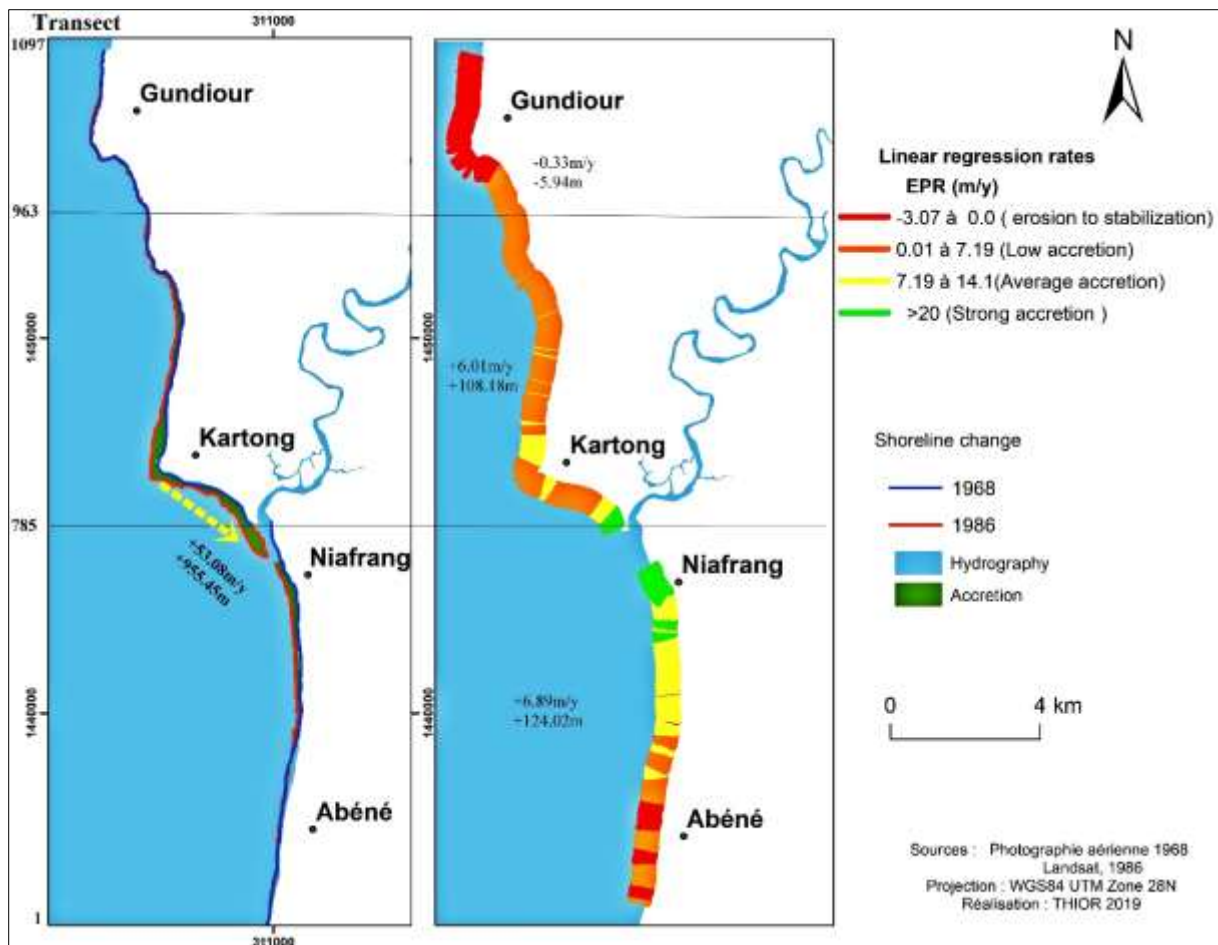 Transect
311000
1097
Gundiour
963
1450000
Kartong
785
+53.08m/y
+955.45m
Niafrang
1440000
Abéné
1
311000
Gundiour
-0.33m/y
-5.94m
1450000
+6.01m/y
+108.18m
Kartong
Niafrang
+6.89m/y
+124.02m
1440000
Abéné
N
Linear regression rates
EPR (m/y)
-3.07 à 0.0 ( erosion to stabilization)
0.01 à 7.19 (Low accretion)
7.19 à 14.1(Average accretion)
>20 (Strong accretion )
Shoreline change
1968
1986
Hydrography
Accretion
0 4 km
Sources : Photographie aérienne 1968
Landsat, 1986
Projection : WGS84 UTM Zone 28N
Réalisation : THIOR 2019